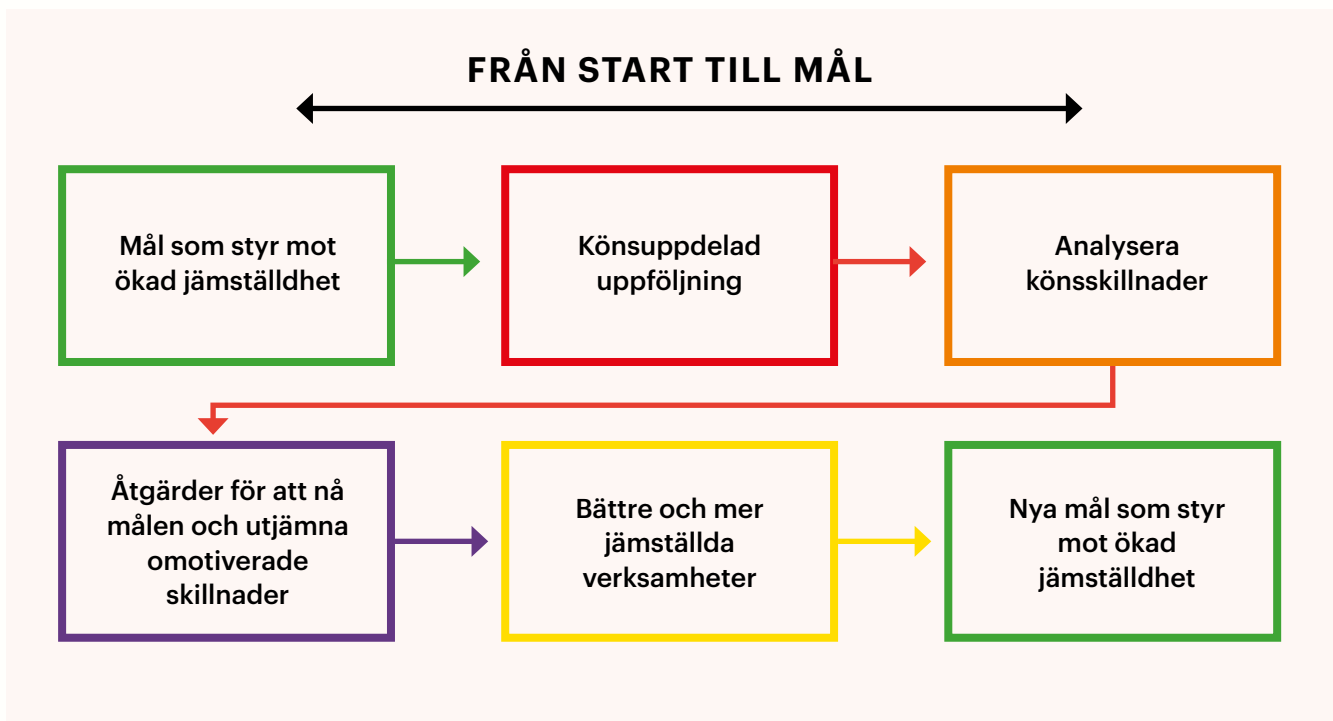 FRÅN START TILL MÅL
Mål som styr mot
ökad jämställdhet
Könsuppdelad
uppföljning
Analysera
könsskillnader
Åtgärder för att nå
målen och utjämna
omotiverade
skillnader
Bättre och mer
jämställda
verksamheter
Nya mål som styr
mot ökad
jämställdhet